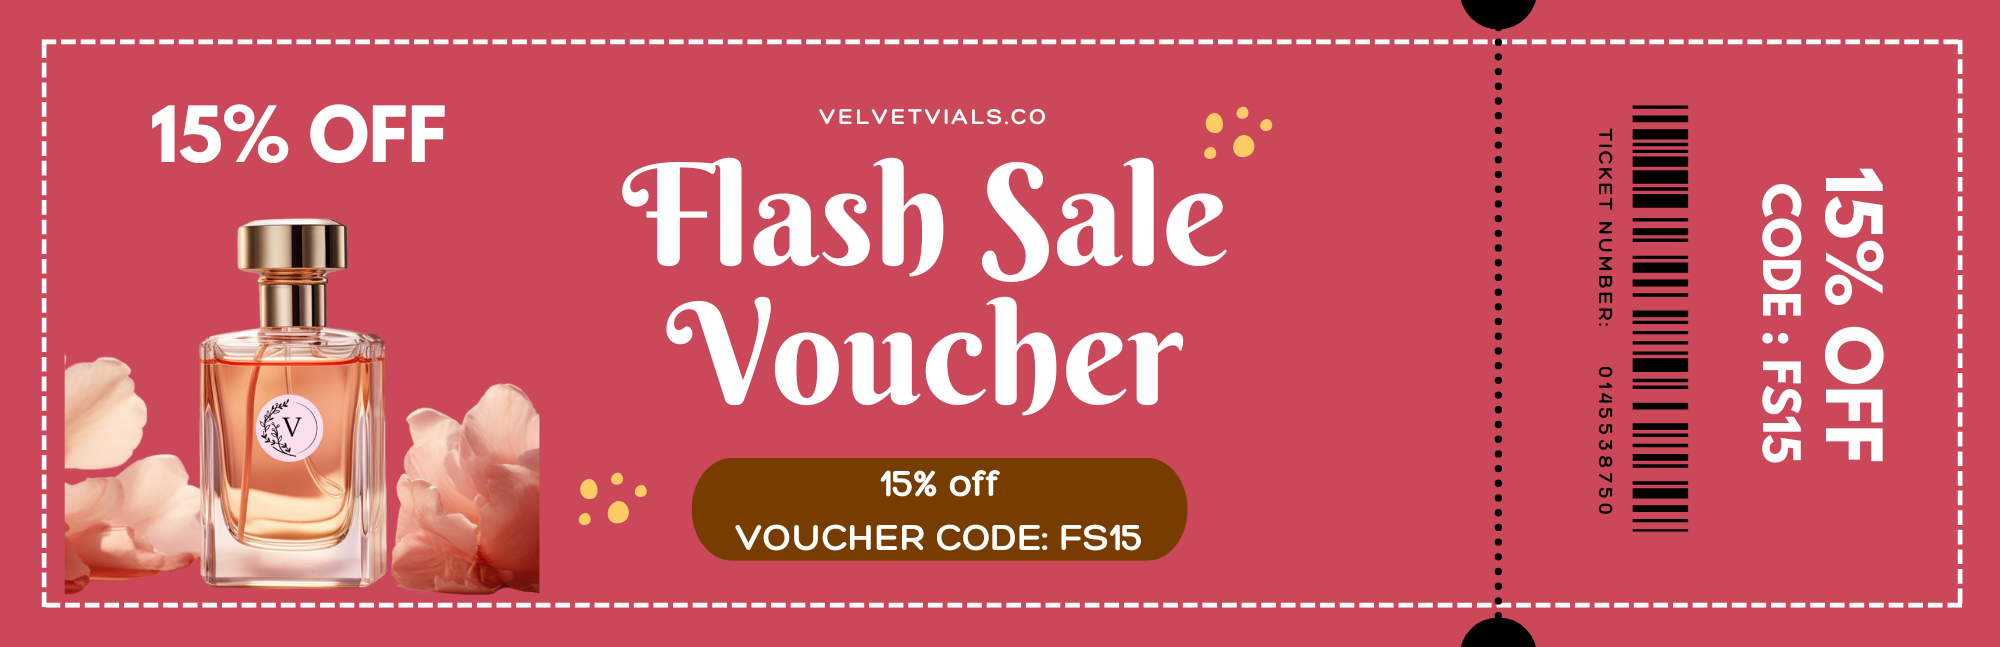 15% OFF
VELVETVIALS.CO
Flash Sale
Voucher
V
15% off
VOUCHER CODE: FS15
TICKET NUMBER: 0145538750
15% OFF
CODE : FS15